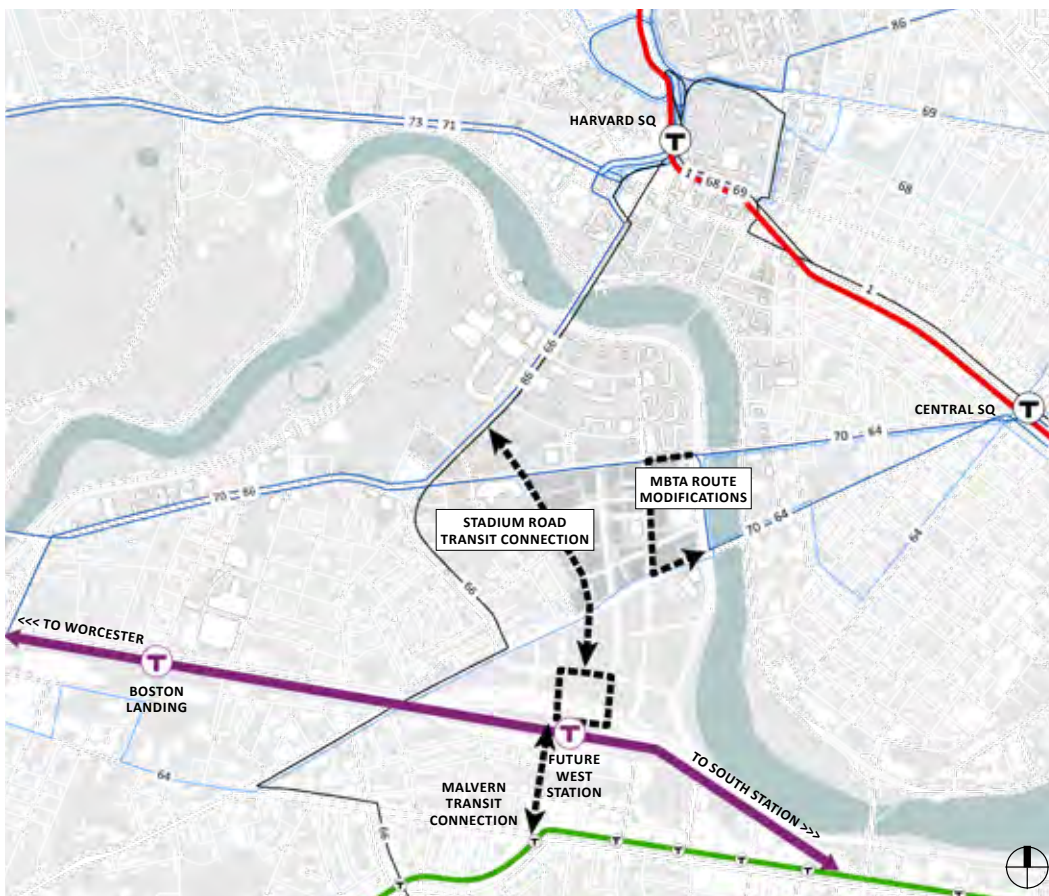 86
HARVARD SQ
T
73 71
69
1 68 69
68
1
66
86
CENTRAL SQ
T
70 64
MBTA ROUTE
MODIFICATIONS
70 86
STADIUM ROAD
TRANSIT CONNECTION
70 64
64
66
<<< TO WORCESTER
T
BOSTON
LANDING
T
FUTURE
WEST
STATION
TO SOUTH STATION >>>
64
MALVERN
TRANSIT
CONNECTION
66
T
T
T
T
T
T
T